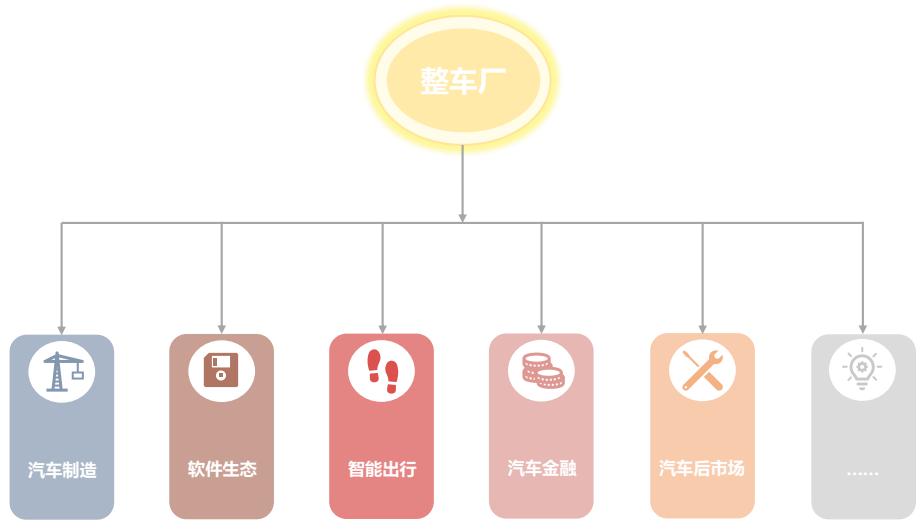 整车厂
汽车制造
软件生态
智能出行
汽车金融
汽车后市场
......